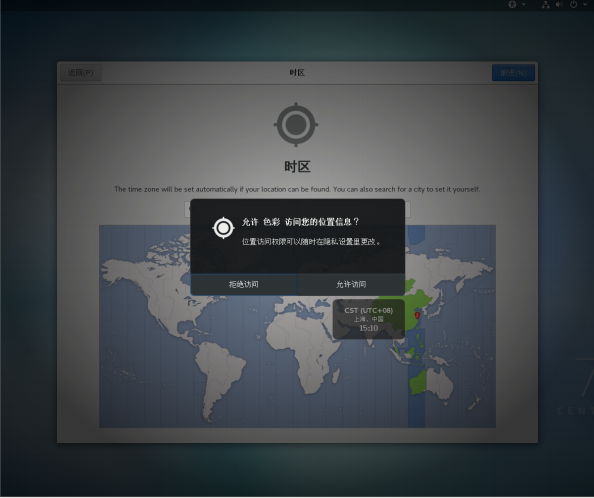 返回(P)
时区
前进(N)
时区
The time zone will be set automatically if your location can be found. You can also search for a city to set it yourself.
允许 色彩 访问您的位置信息？
位置访问权限可以随时在隐私设置里更改。
拒绝访问
允许访问
CST (UTC+08)
上海，中国
15:10
7
CEN